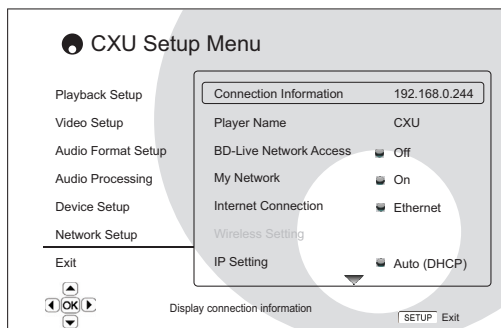 CXU Setup Menu
Playback Setup
Video Setup
Audio Format Setup
Audio Processing
Device Setup
Network Setup
Exit
Connection Information 192.168.0.244
Player Name CXU
BD-Live Network Access Off
My Network On
Internet Connection Ethernet
Wireless Setting
IP Setting Auto (DHCP)
OK
Display connection information
SETUP Exit